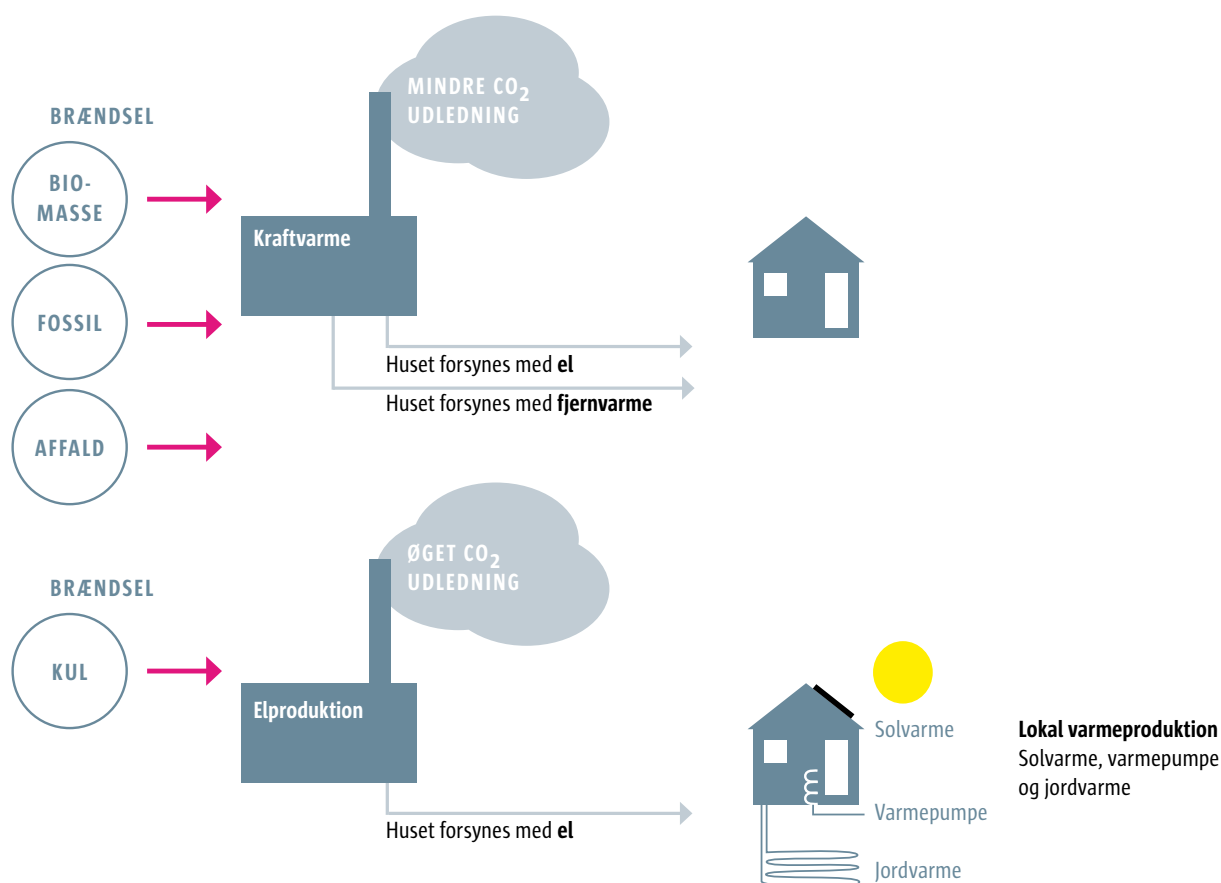 BRÆNDSEL
BIO-
MASSE
FOSSIL
AFFALD
MINDRE CO2
UDLEDNING
Kraftvarme
Huset forsynes med el
Huset forsynes med fjernvarme
BRÆNDSEL
KUL
ØGET CO2
UDLEDNING
Elproduktion
Huset forsynes med el
Solvarme
Varmepumpe
Jordvarme
Lokal varmeproduktion
Solvarme, varmepumpe
og jordvarme